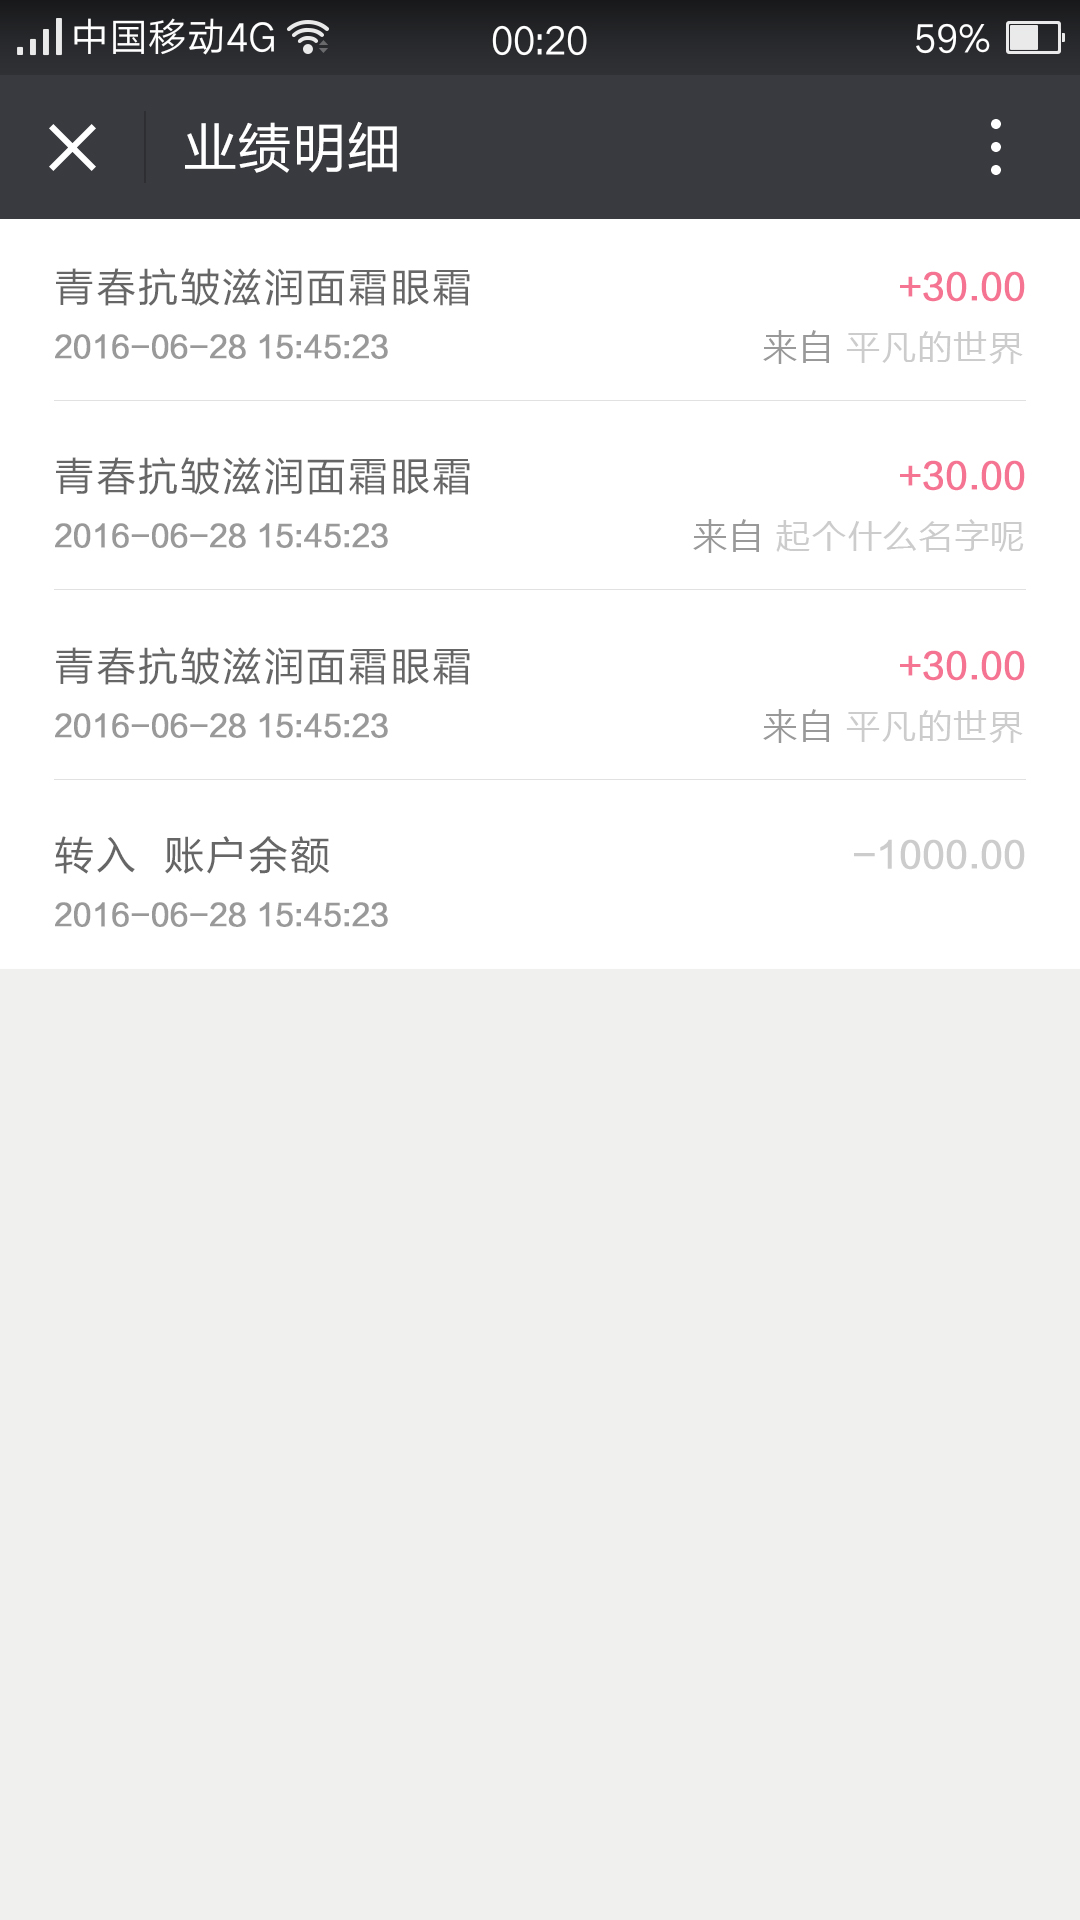 中国移动4G 00:20 59%
业绩明细
青春抗皱滋润面霜眼霜 +30.00
2016-06-28 15:45:23 来自 平凡的世界
青春抗皱滋润面霜眼霜 +30.00
2016-06-28 15:45:23 来自 起个什么名字呢
青春抗皱滋润面霜眼霜 +30.00
2016-06-28 15:45:23 来自 平凡的世界
转入 账户余额 -1000.00
2016-06-28 15:45:23